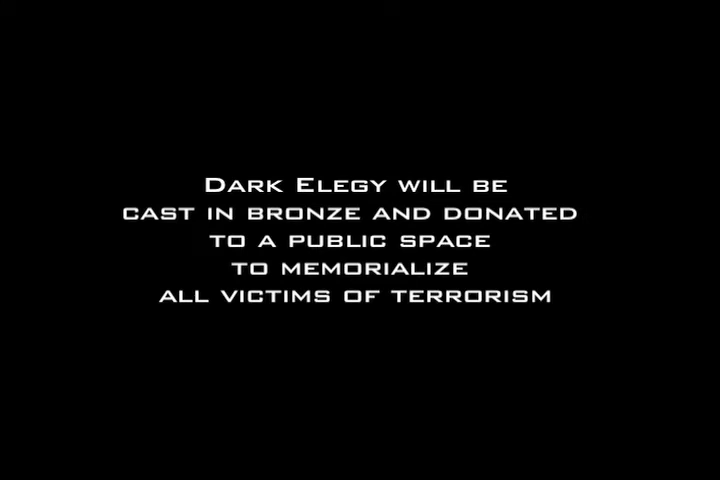 Dark Elegy will be
cast in bronze and donated
to a public space
to memorialize
all victims of terrorism